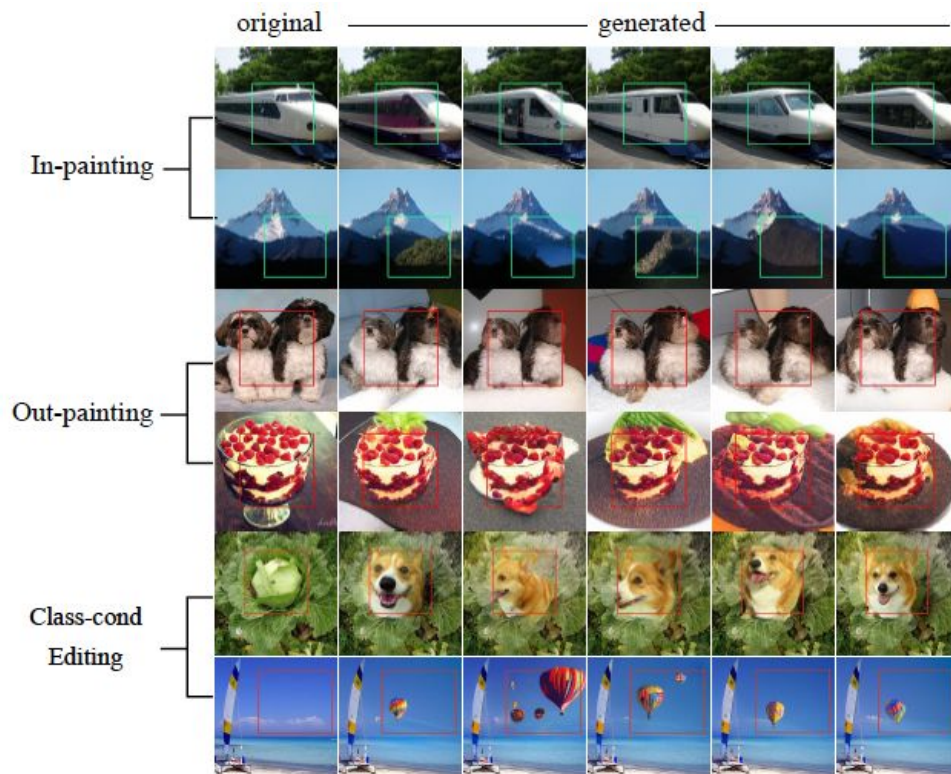 original
generated
In-painting
Out-painting
Class-cond
Editing